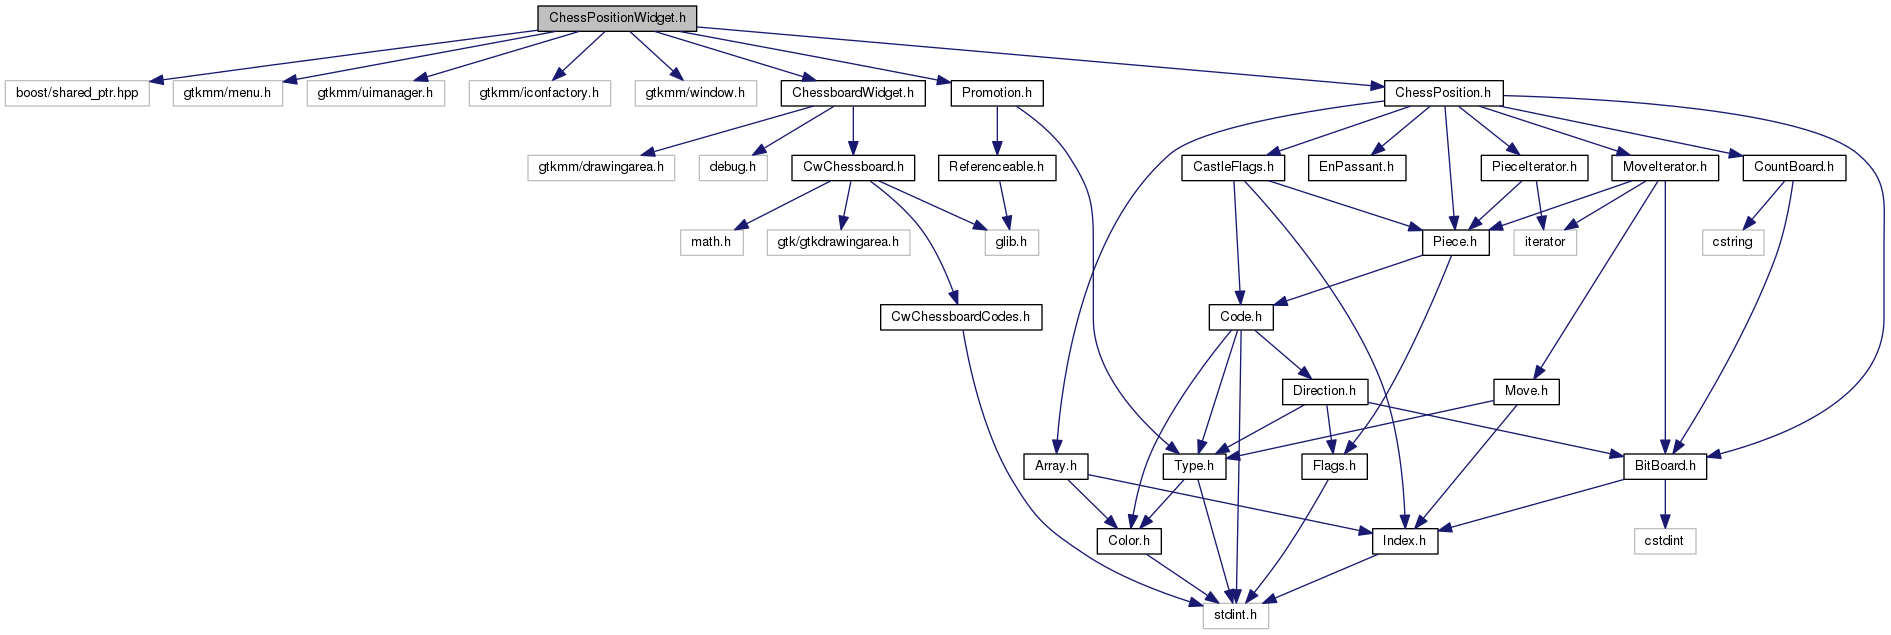 ChessPositionWidget.h
boost/shared_ptr.hpp
gtkmm/menu.h
gtkmm/uimanager.h
gtkmm/iconfactory.h
gtkmm/window.h
ChessboardWidget.h
Promotion.h
ChessPosition.h
gtkmm/drawingarea.h
debug.h
CwChessboard.h
Referenceable.h
CastleFlags.h
EnPassant.h
PieceIterator.h
MoveIterator.h
CountBoard.h
math.h
gtk/gtkdrawingarea.h
glib.h
Piece.h
iterator
cstring
CwChessboardCodes.h
Code.h
Direction.h
Move.h
Array.h
Type.h
Flags.h
BitBoard.h
Color.h
Index.h
cstdint
stdint.h